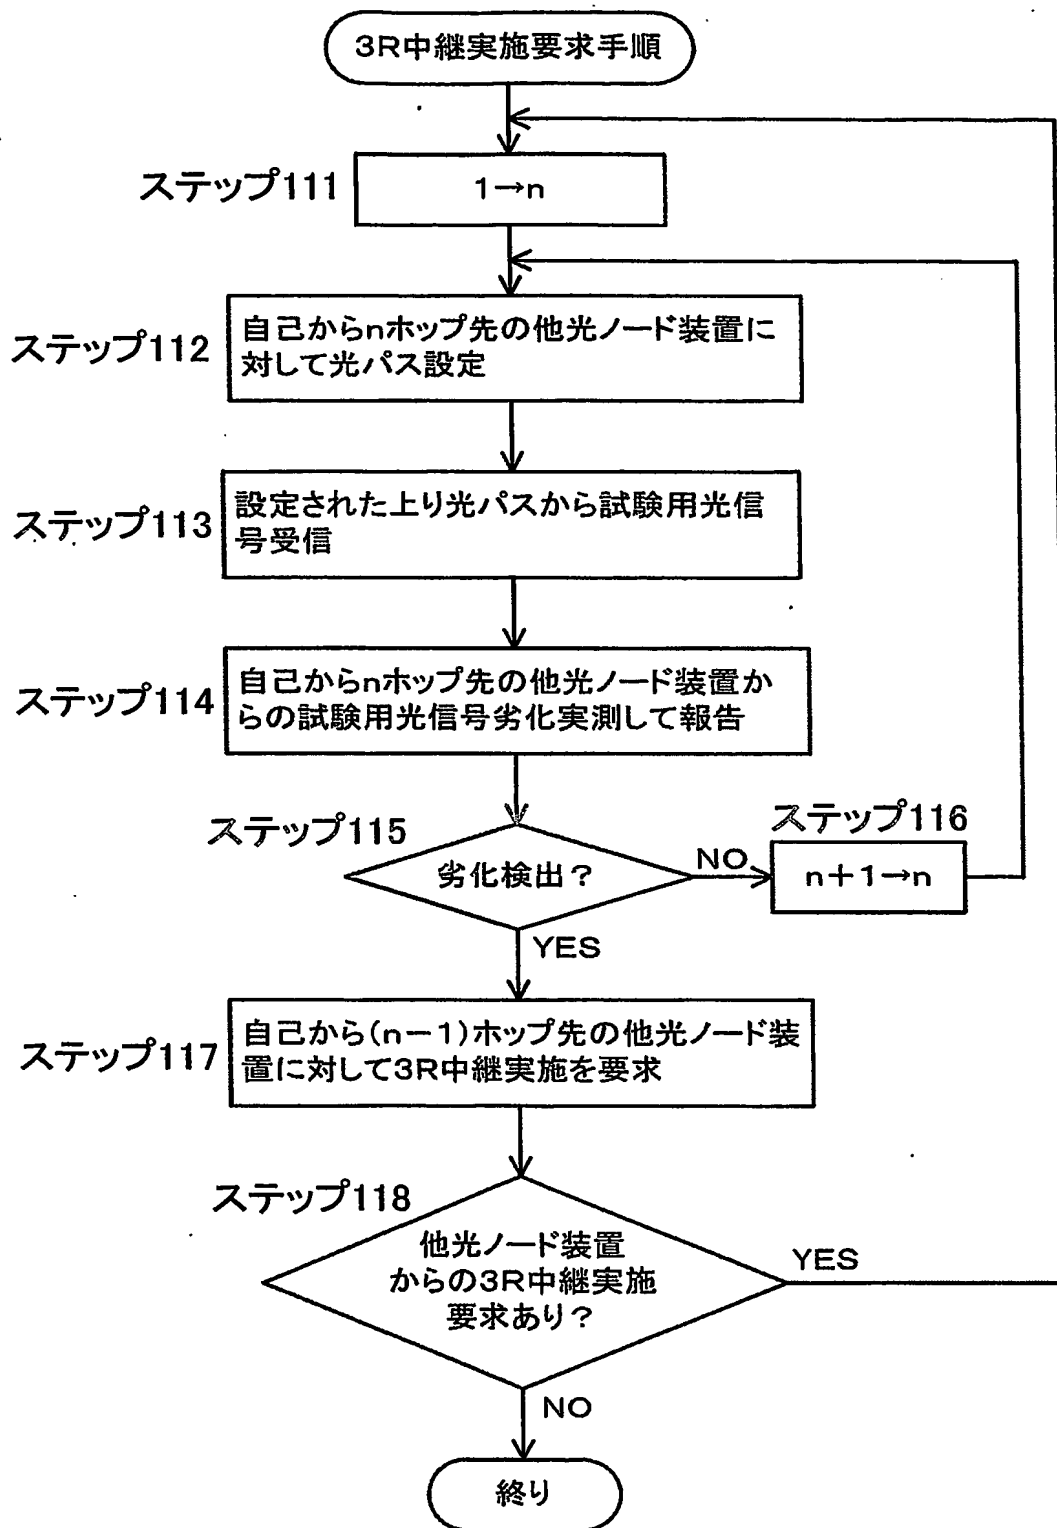 3R中継実施要求手順
ステップ111
1→n
ステップ112
自己からnホップ先の他光ノード装置に
対して光パス設定
ステップ113
設定された上り光パスから試験用光信
号受信
ステップ114
自己からnホップ先の他光ノード装置か
らの試験用光信号劣化実測して報告
ステップ115
劣化検出?
NO
ステップ116
n+1→n
YES
ステップ117
自己から(n-1)ホップ先の他光ノード装
置に対して3R中継実施を要求
ステップ118
他光ノード装置
からの3R中継実施
要求あり?
YES
NO
終り